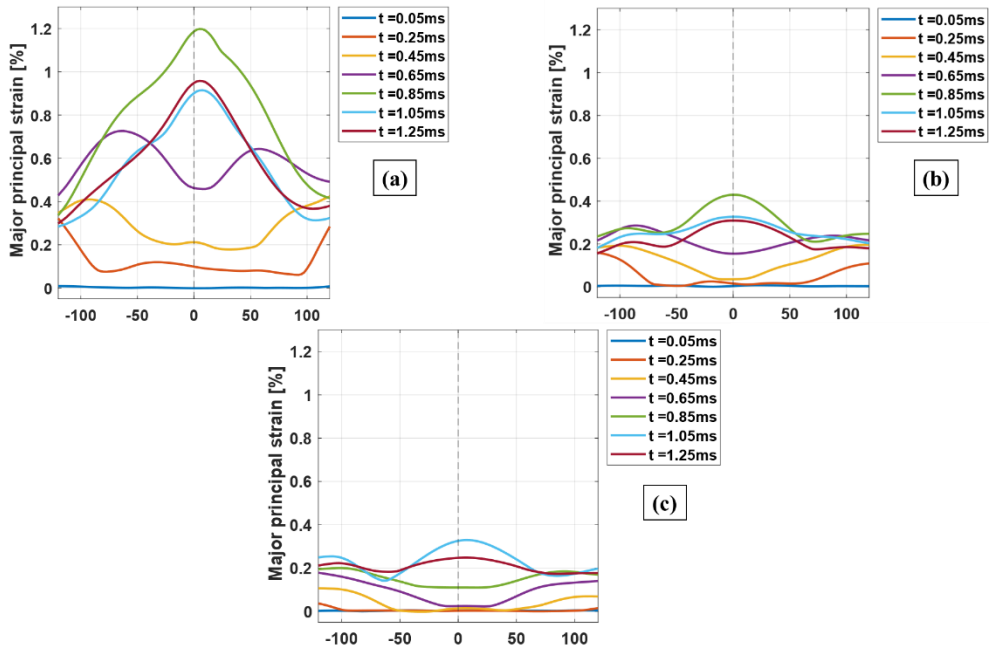 Major principal strain [%]
1.2
1
0.8
0.6
0.4
0.2
0
-100
-50
0
50
100
t =0.05ms
t =0.25ms
t =0.45ms
t =0.65ms
t =0.85ms
t =1.05ms
t =1.25ms
(a)
Major principal strain [%]
1.2
1
0.8
0.6
0.4
0.2
0
-100
-50
0
50
100
t =0.05ms
t =0.25ms
t =0.45ms
t =0.65ms
t =0.85ms
t =1.05ms
t =1.25ms
(b)
Major principal strain [%]
1.2
1
0.8
0.6
0.4
0.2
0
-100
-50
0
50
100
t =0.05ms
t =0.25ms
t =0.45ms
t =0.65ms
t =0.85ms
t =1.05ms
t =1.25ms
(c)